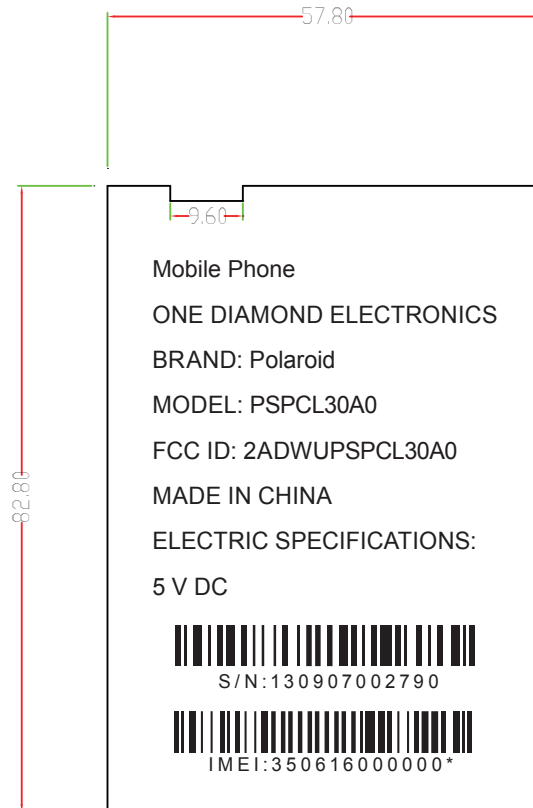 57.80
9.60
82.80
Mobile Phone
ONE DIAMOND ELECTRONICS
BRAND: Polaroid
MODEL: PSPCL30A0
FCC ID: 2ADWUPSPCL30A0
MADE IN CHINA
ELECTRIC SPECIFICATIONS:
5 V DC
S/N:130907002790
IMEI:350616000000*